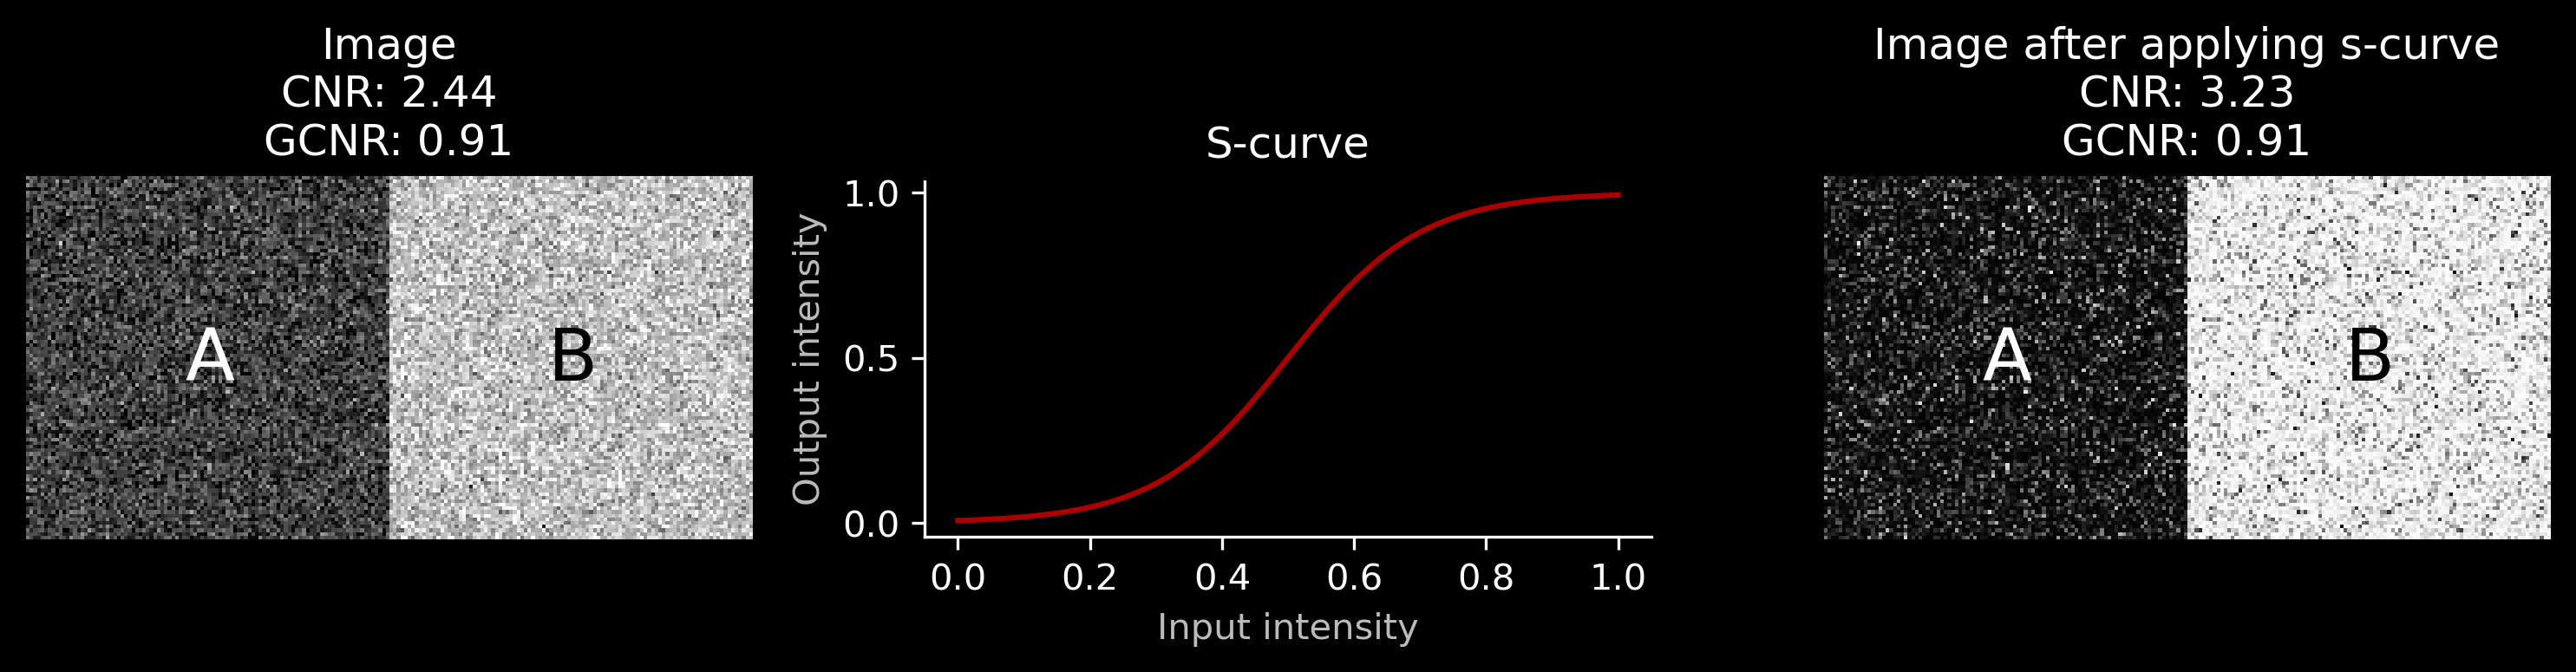 Image
CNR: 2.44
GCNR: 0.91
A
B
S-curve
Output intensity
1.0
0.5
0.0
0.0 0.2 0.4 0.6 0.8 1.0
Input intensity
Image after applying s-curve
CNR: 3.23
GCNR: 0.91
A
B